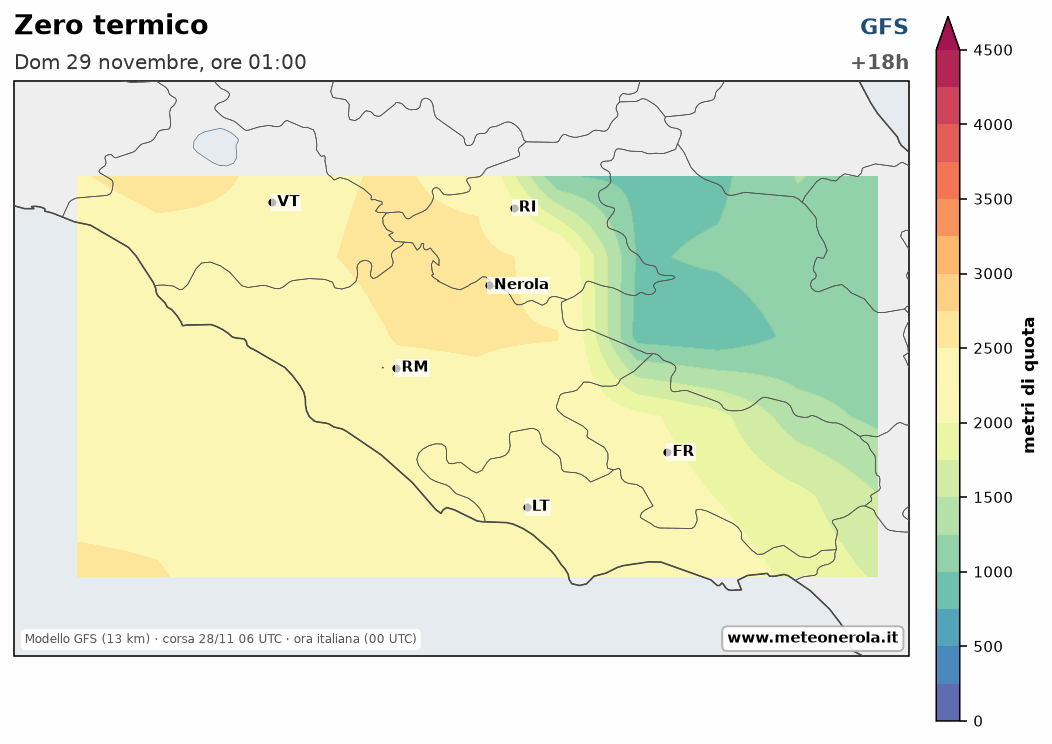 Zero termico
GFS
Dom 29 novembre, ore 01:00
+18h
4500
4000
3500
3000
2500
2000
1500
1000
500
0
metri di quota
VT
RI
Nerola
RM
FR
LT
Modello GFS (13 km) · corsa 28/11 06 UTC · ora italiana (00 UTC)
www.meteonerola.it